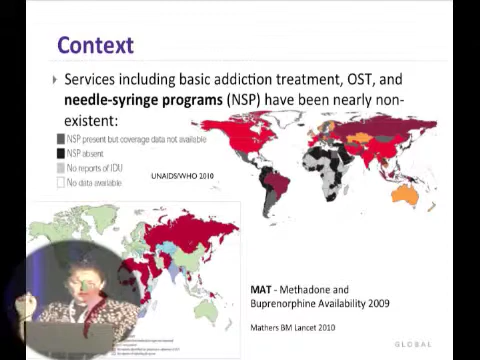 Context
Services including basic addiction treatment, OST, and
needle-syringe programs (NSP) have been nearly non-
existent:
NSP present but coverage data not available
NSP absent
No reports of IDU
No data available
UNAIDS/WHO 2010
MAT - Methadone and
Buprenorphine Availability 2009
Mathers BM Lancet 2010
GLOBAL